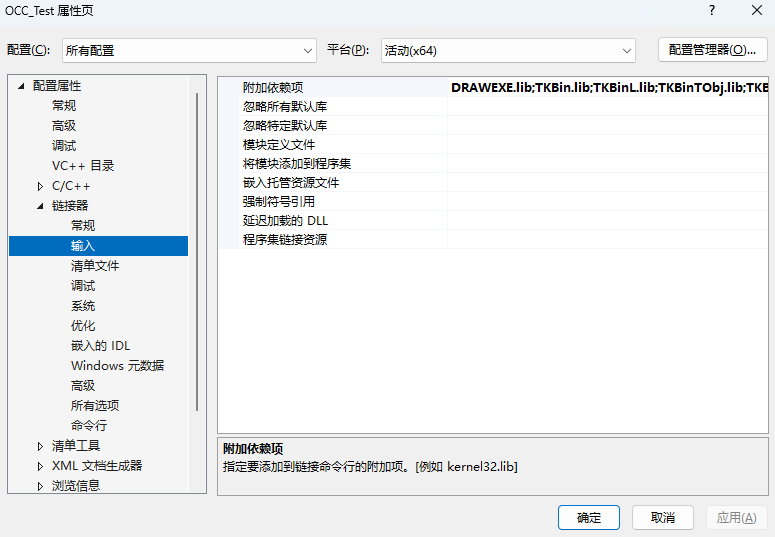 OCC_Test 属性页
配置(C): 所有配置 平台(P): 活动(x64) 配置管理器(O)...
配置属性
常规
高级
调试
VC++ 目录
C/C++
链接器
常规
输入
清单文件
调试
系统
优化
嵌入的 IDL
Windows 元数据
高级
所有选项
命令行
清单工具
XML 文档生成器
浏览信息
附加依赖项 DRAWEXE.lib;TKBin.lib;TKBinL.lib;TKBinTObj.lib;TKB
忽略所有默认库
忽略特定默认库
模块定义文件
将模块添加到程序集
嵌入托管资源文件
强制符号引用
延迟加载的 DLL
程序集链接资源
附加依赖项
指定要添加到链接命令行的附加项。[例如 kernel32.lib]
确定 取消 应用(A)